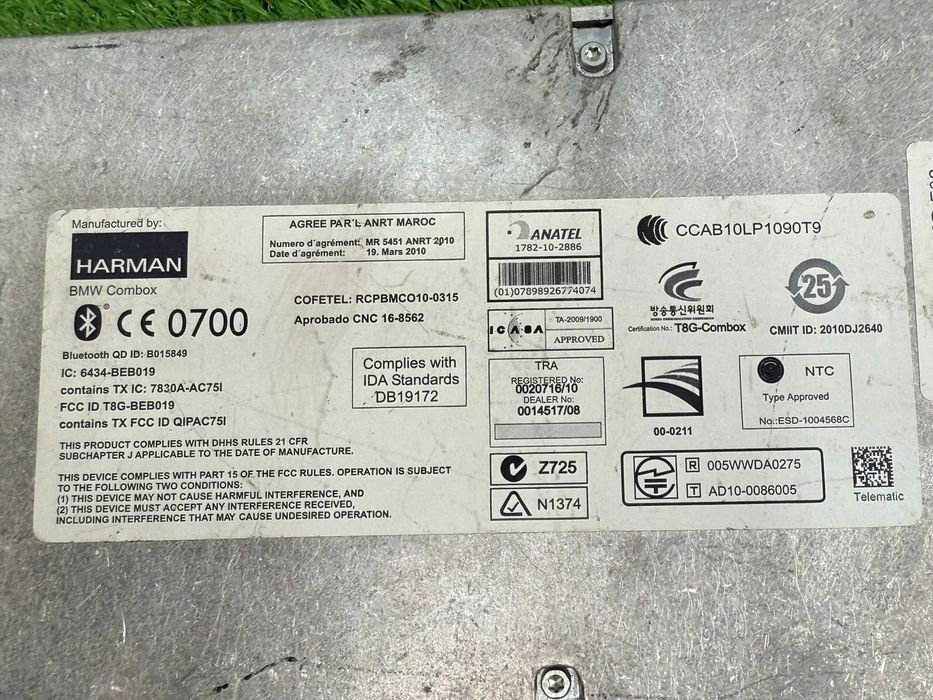 Manufactured by:
HARMAN
BMW Combox
CE 0700
Bluetooth QD ID: B015849
IC: 6434-BEB019
contains TX IC: 7830A-AC75I
FCC ID T8G-BEB019
contains TX FCC ID QIPAC75I
THIS PRODUCT COMPLIES WITH DHHS RULES 21 CFR
SUBCHAPTER J APPLICABLE TO THE DATE OF MANUFACTURE.
THIS DEVICE COMPLIES WITH PART 15 OF THE FCC RULES. OPERATION IS SUBJECT
TO THE FOLLOWING TWO CONDITIONS:
(1) THIS DEVICE MAY NOT CAUSE HARMFUL INTERFERENCE, AND
(2) THIS DEVICE MUST ACCEPT ANY INTERFERENCE RECEIVED,
INCLUDING INTERFERENCE THAT MAY CAUSE UNDESIRED OPERATION.
AGREE PAR'L ANRT MAROC
Numero d'agrément: MR 5451 ANRT 2010
Date d'agrément: 19. Mars 2010
COFETEL: RCPBMCO10-0315
Aprobado CNC 16-8562
Complies with
IDA Standards
DB19172
ANATEL
1782-10-2886
(01)07898926774074
ICASA
TA-2009/1900
APPROVED
TRA
REGISTERED No:
0020716/10
DEALER No:
0014517/08
Z725
N1374
CCAB10LP1090T9
방송통신위원회
KOREA COMMUNICATIONS COMMISSION
Certification No.: T8G-Combox
25
CMIIT ID: 2010DJ2640
00-0211
NTC
Type Approved
No.:ESD-1004568C
R 005WWDA0275
T AD10-0086005
Telematic